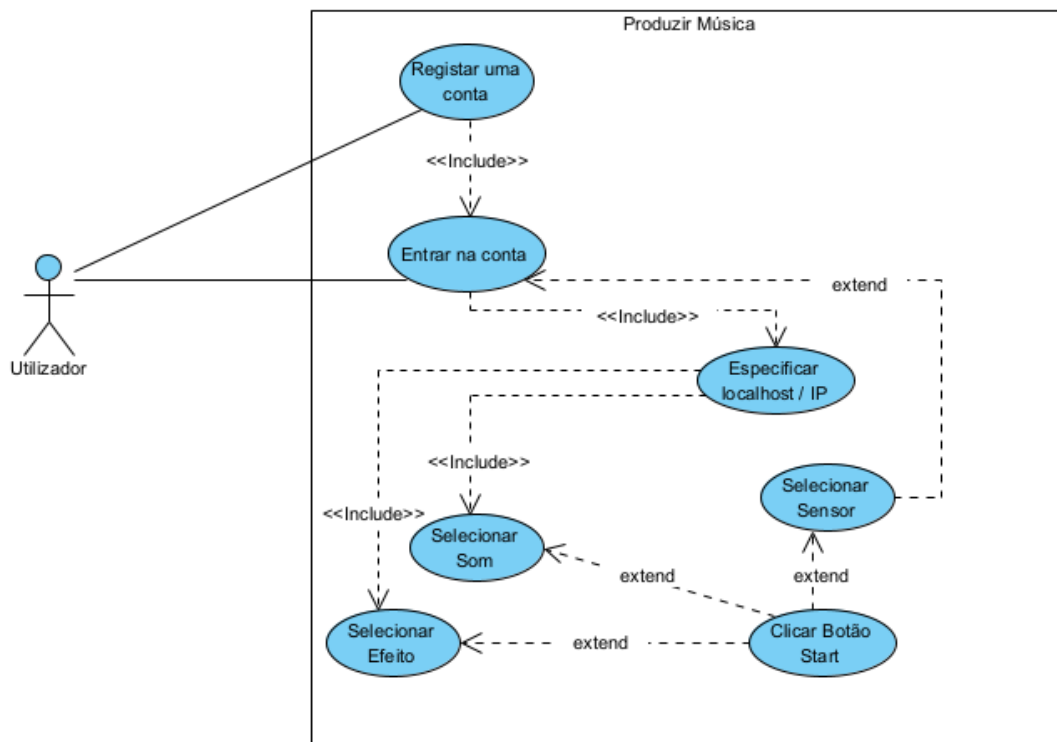 Produzir Música
Registar uma
conta
<<Include>>
Entrar na conta
extend
<<Include>>
Utilizador
Especificar
localhost / IP
<<Include>>
Selecionar
Sensor
<<Include>>
Selecionar
Som
extend
extend
Selecionar
Efeito
extend
Clicar Botão
Start